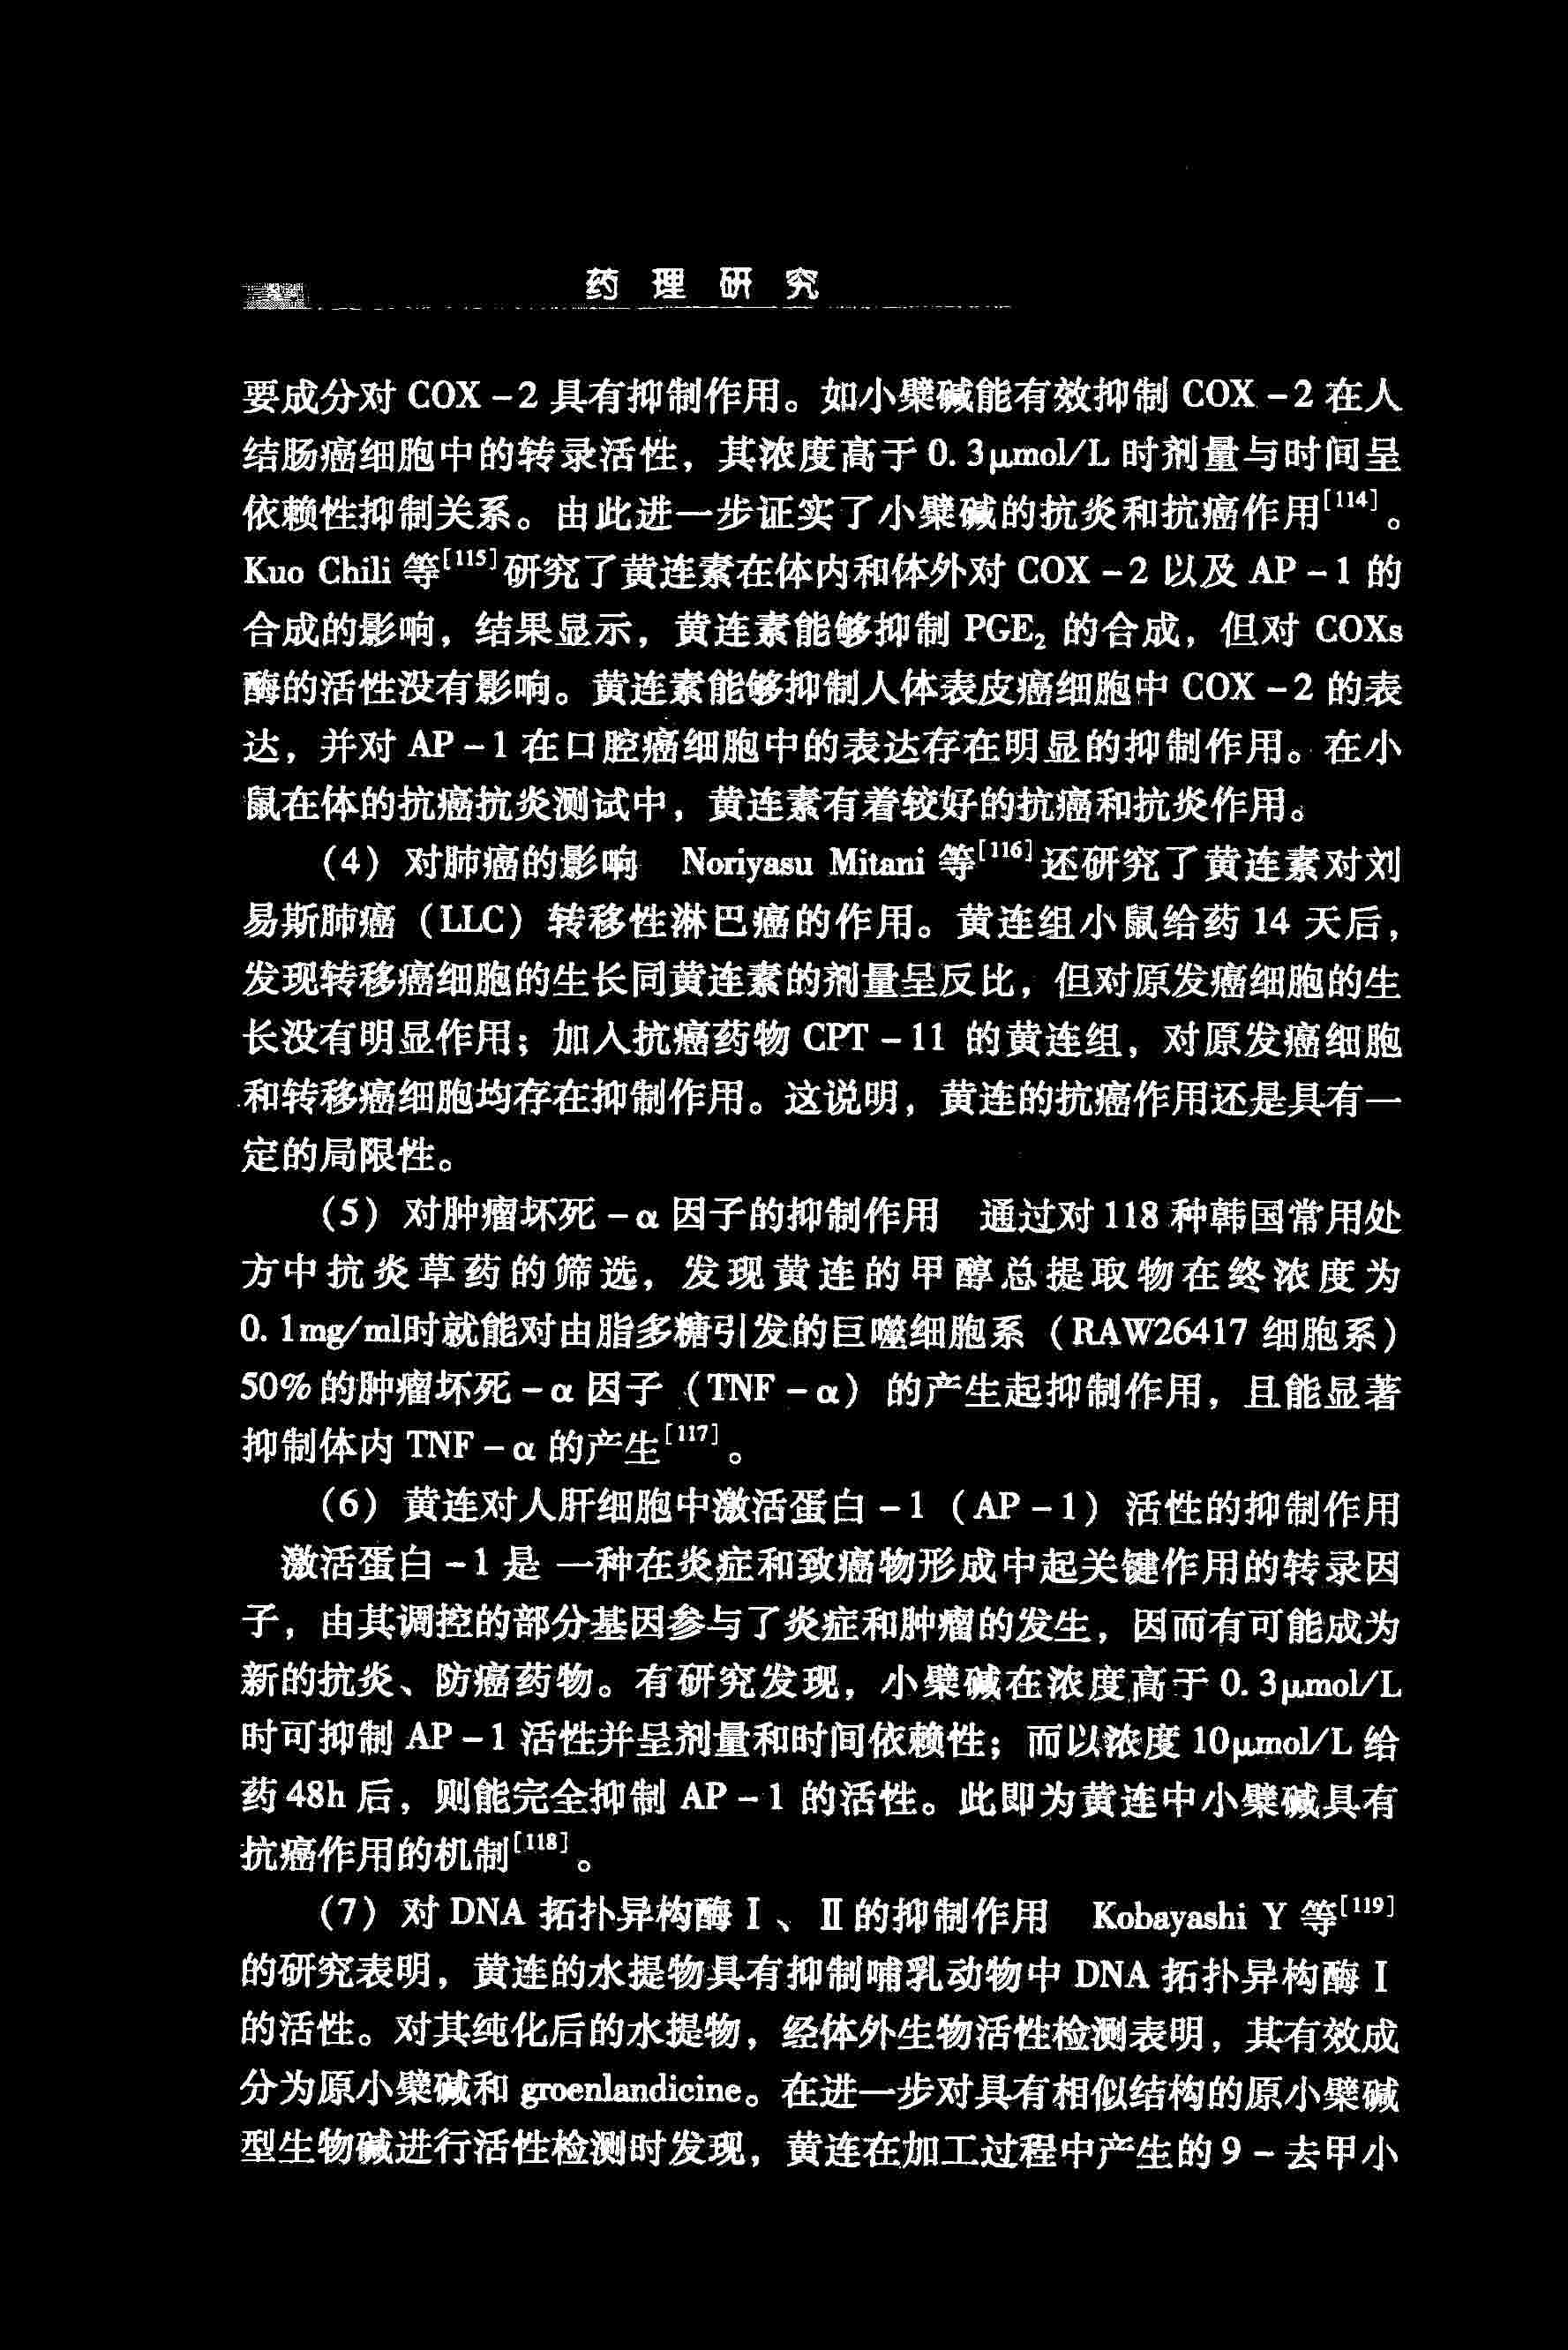 药理研究
要成分对 COX－2 具有抑制作用。如小檗碱能有效抑制 COX－2 在人
结肠癌细胞中的转录活性，其浓度高于 0.3μmol/L 时剂量与时间呈
依赖性抑制关系。由此进一步证实了小檗碱的抗炎和抗癌作用[114]。
Kuo Chili 等[115]研究了黄连素在体内和体外对 COX－2 以及 AP－1 的
合成的影响，结果显示，黄连素能够抑制 PGE₂ 的合成，但对 COXs
酶的活性没有影响。黄连素能够抑制人体表皮癌细胞中 COX－2 的表
达，并对 AP－1 在口腔癌细胞中的表达存在明显的抑制作用。在小
鼠在体的抗癌抗炎测试中，黄连素有着较好的抗癌和抗炎作用。
（4）对肺癌的影响　Noriyasu Mitani 等[116]还研究了黄连素对刘
易斯肺癌（LLC）转移性淋巴癌的作用。黄连组小鼠给药 14 天后，
发现转移癌细胞的生长同黄连素的剂量呈反比，但对原发癌细胞的生
长没有明显作用；加入抗癌药物 CPT－11 的黄连组，对原发癌细胞
和转移癌细胞均存在抑制作用。这说明，黄连的抗癌作用还是具有一
定的局限性。
（5）对肿瘤坏死－α 因子的抑制作用　通过对 118 种韩国常用处
方中抗炎草药的筛选，发现黄连的甲醇总提取物在终浓度为
0.1mg/ml时就能对由脂多糖引发的巨噬细胞系（RAW26417 细胞系）
50%的肿瘤坏死－α 因子（TNF－α）的产生起抑制作用，且能显著
抑制体内 TNF－α 的产生[117]。
（6）黄连对人肝细胞中激活蛋白－1（AP－1）活性的抑制作用
激活蛋白－1 是一种在炎症和致癌物形成中起关键作用的转录因
子，由其调控的部分基因参与了炎症和肿瘤的发生，因而有可能成为
新的抗炎、防癌药物。有研究发现，小檗碱在浓度高于 0.3μmol/L
时可抑制 AP－1 活性并呈剂量和时间依赖性；而以浓度 10μmol/L 给
药 48h 后，则能完全抑制 AP－1 的活性。此即为黄连中小檗碱具有
抗癌作用的机制[118]。
（7）对 DNA 拓扑异构酶Ⅰ、Ⅱ的抑制作用　Kobayashi Y 等[119]
的研究表明，黄连的水提物具有抑制哺乳动物中 DNA 拓扑异构酶Ⅰ
的活性。对其纯化后的水提物，经体外生物活性检测表明，其有效成
分为原小檗碱和 groenlandicine。在进一步对具有相似结构的原小檗碱
型生物碱进行活性检测时发现，黄连在加工过程中产生的 9－去甲小